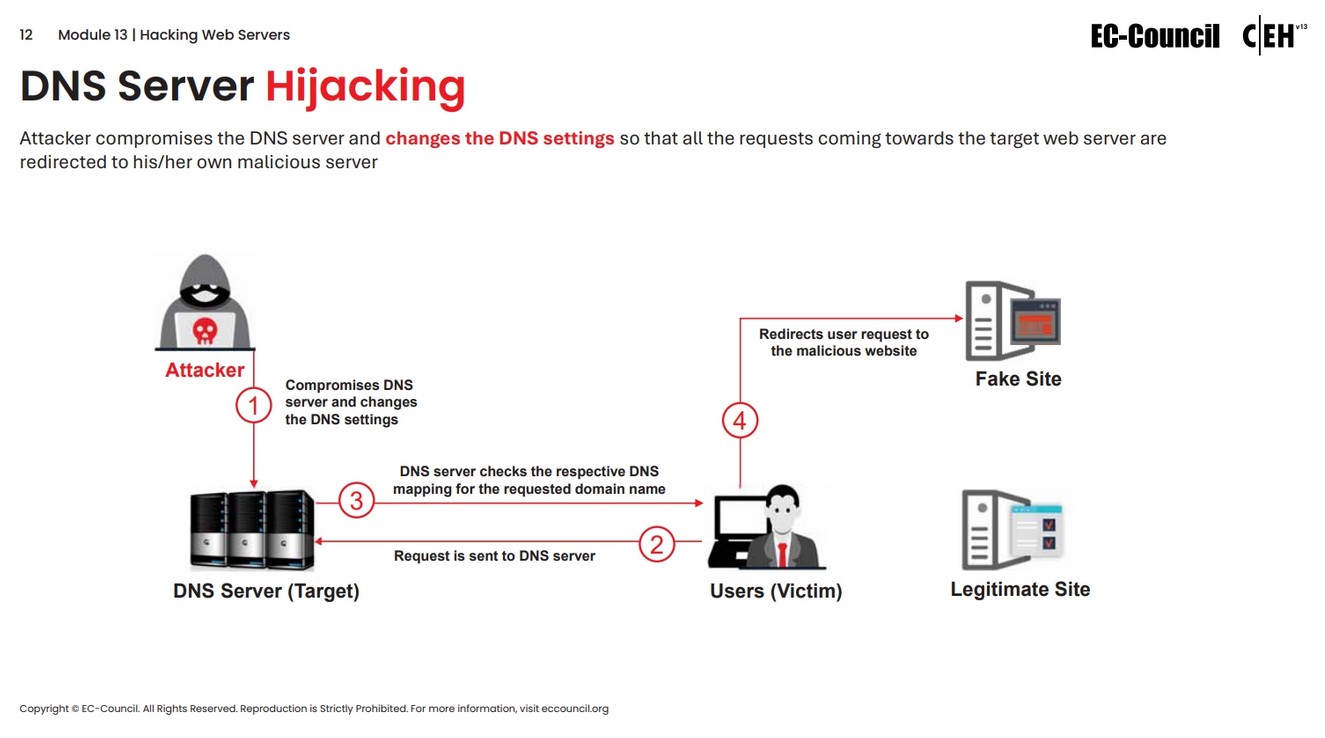 12 Module 13 | Hacking Web Servers
EC-Council C|EH v13
DNS Server Hijacking
Attacker compromises the DNS server and changes the DNS settings so that all the requests coming towards the target web server are
redirected to his/her own malicious server
Attacker
1
Compromises DNS
server and changes
the DNS settings
DNS server checks the respective DNS
mapping for the requested domain name
3
2
Request is sent to DNS server
DNS Server (Target)
4
Redirects user request to
the malicious website
Fake Site
Users (Victim)
Legitimate Site
Copyright © EC-Council. All Rights Reserved. Reproduction is Strictly Prohibited. For more information, visit eccouncil.org